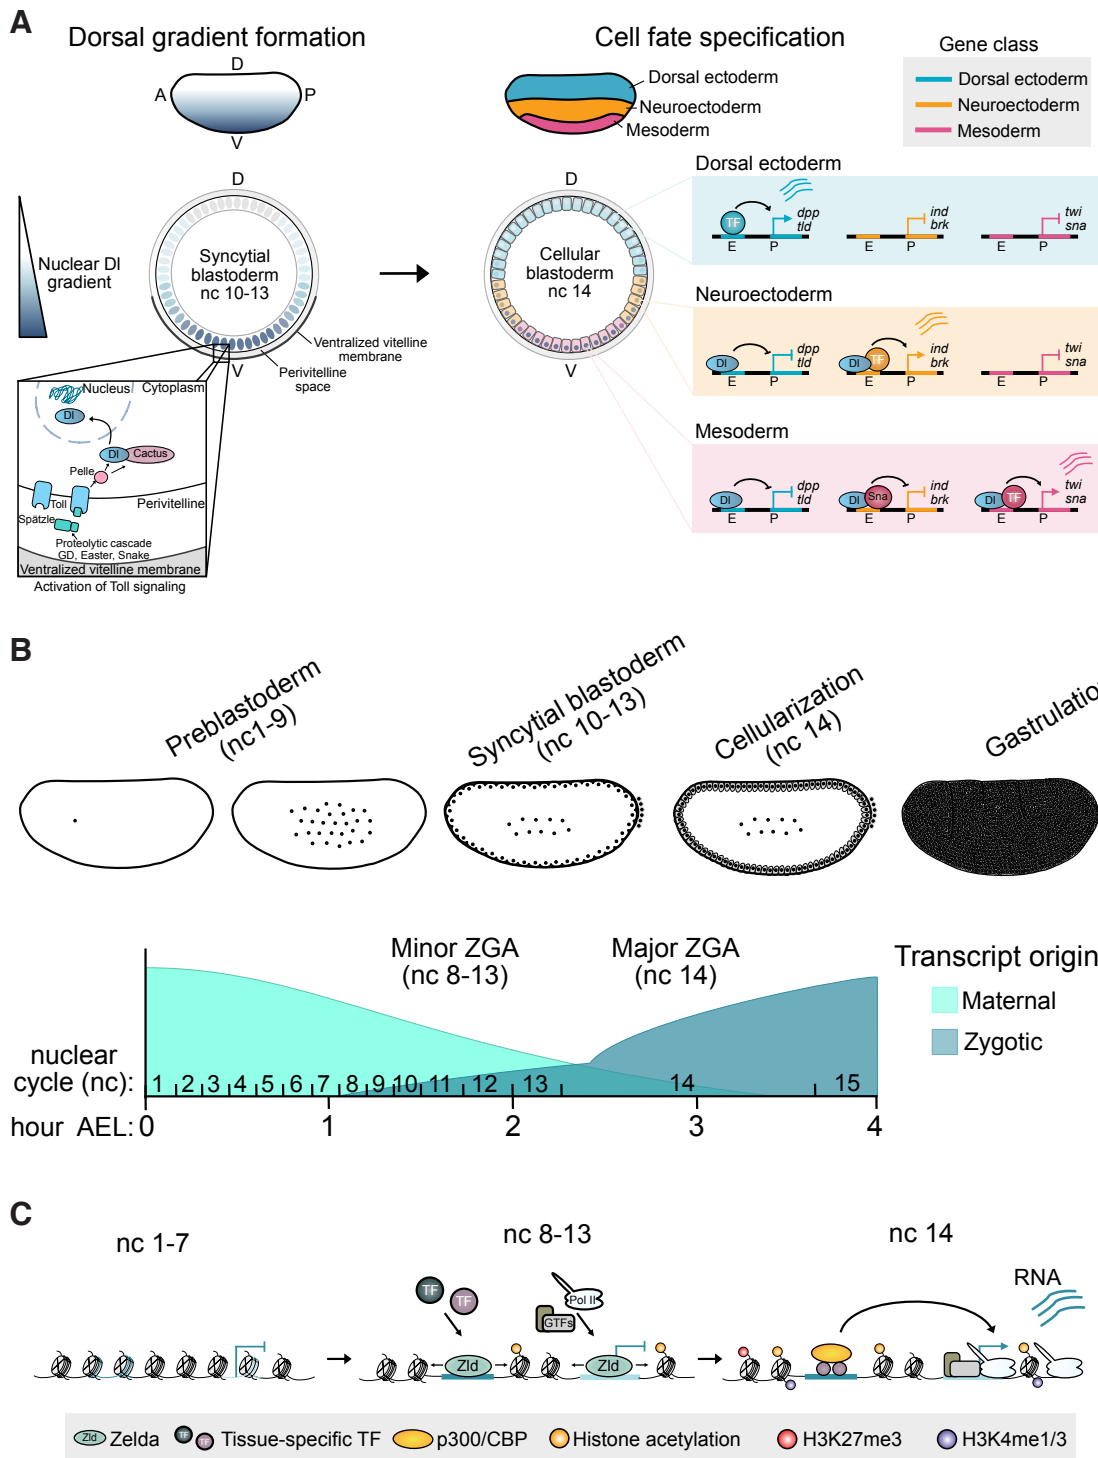 A
Dorsal gradient formation
D
A
P
V
Nuclear Dl
gradient
D
Syncytial
blastoderm
nc 10-13
V
Ventralized vitelline
membrane
Perivitelline
space
Nucleus
Cytoplasm
Dl
Dl
Cactus
Pelle
Toll
Perivitelline
Spätzle
Proteolytic cascade
GD, Easter, Snake
Ventralized vitelline membrane
Activation of Toll signaling
Cell fate specification
Dorsal ectoderm
Neuroectoderm
Mesoderm
Gene class
Dorsal ectoderm
Neuroectoderm
Mesoderm
D
Cellular
blastoderm
nc 14
V
Dorsal ectoderm
TF
E
P
dpp
tld
E
P
ind
brk
E
P
twi
sna
Neuroectoderm
Dl
E
P
dpp
tld
Dl
TF
E
P
ind
brk
E
P
twi
sna
Mesoderm
Dl
E
P
dpp
tld
Dl
Sna
E
P
ind
brk
Dl
TF
E
P
twi
sna
B
Preblastoderm
(nc1-9)
Syncytial blastoderm
(nc 10-13)
Cellularization
(nc 14)
Gastrulation
Minor ZGA
(nc 8-13)
Major ZGA
(nc 14)
Transcript origin
Maternal
Zygotic
nuclear
cycle (nc):
1 2 3 4 5 6 7 8 9 10 11 12 13 14 15
hour AEL: 0 1 2 3 4
C
nc 1-7
nc 8-13
nc 14
TF
TF
Pol II
GTFs
RNA
Zld
Zld
Zld Zelda
TF TF Tissue-specific TF
p300/CBP
Histone acetylation
H3K27me3
H3K4me1/3